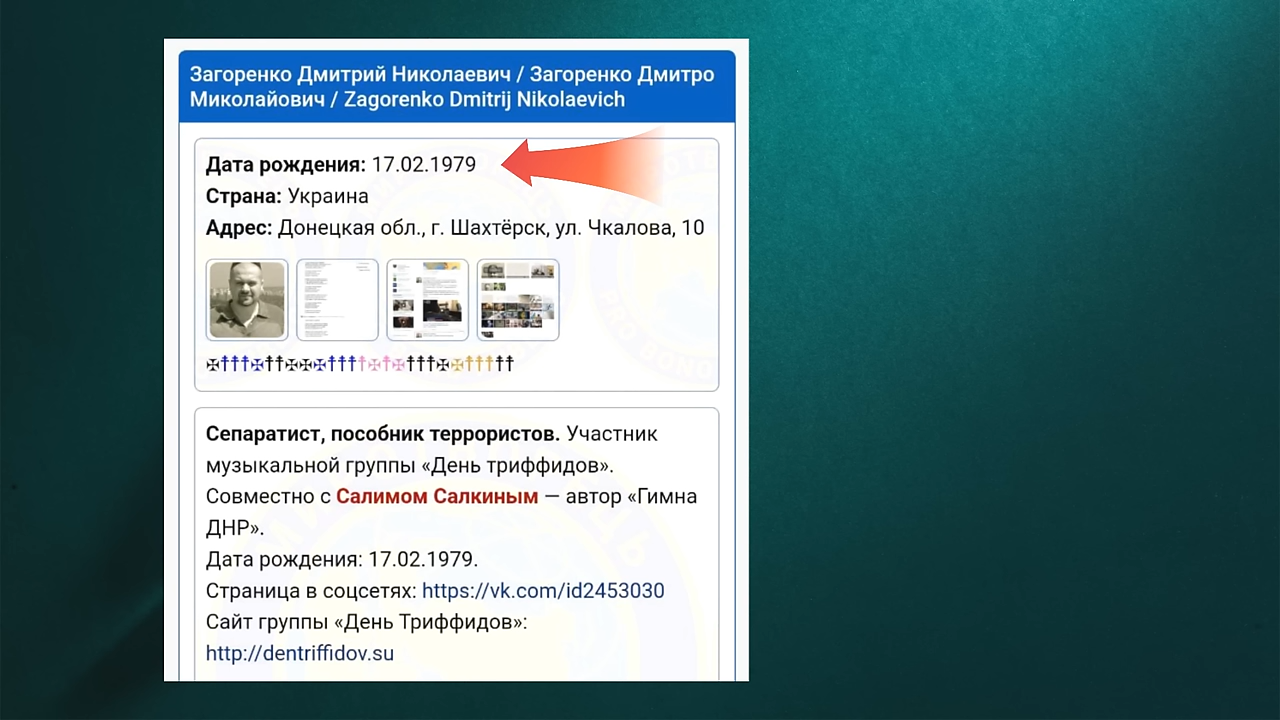 Загоренко Дмитрий Николаевич / Загоренко Дмитро
Миколайович / Zagorenko Dmitrij Nikolaevich
Дата рождения: 17.02.1979
Страна: Украина
Адрес: Донецкая обл., г. Шахтёрск, ул. Чкалова, 10
✠☨☨☨✠☨☨✠✠✠☨☨☨☨✠☨✠☨☨☨✠✠☨☨☨☨☨
Сепаратист, пособник террористов. Участник
музыкальной группы «День триффидов».
Совместно с Салимом Салкиным — автор «Гимна
ДНР».
Дата рождения: 17.02.1979.
Страница в соцсетях: https://vk.com/id2453030
Сайт группы «День Триффидов»:
http://dentriffidov.su